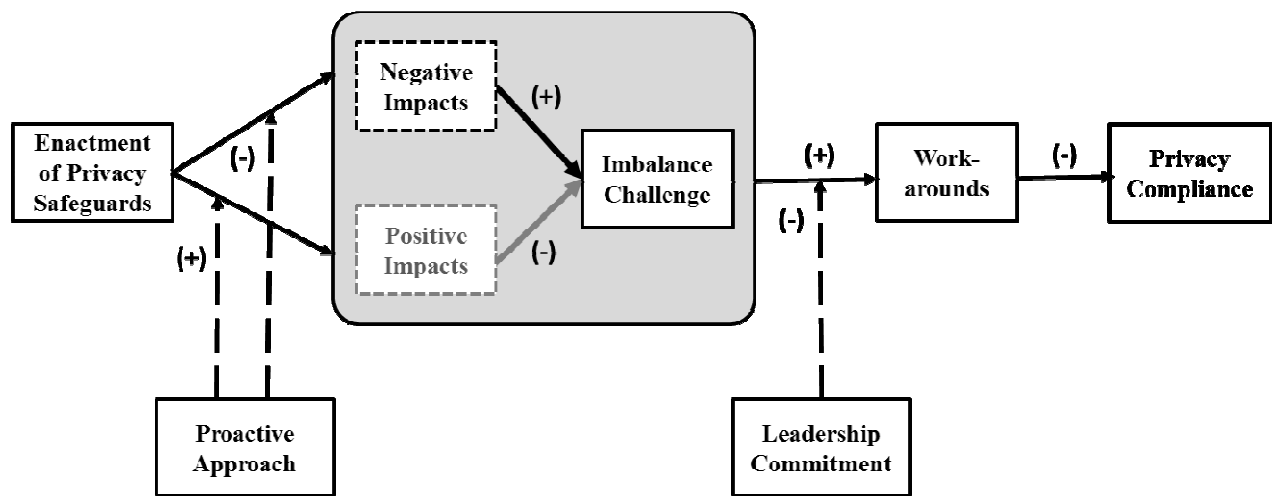 Negative
Impacts
(+)
Enactment
of Privacy
Safeguards
(-)
Imbalance
Challenge
(+)
Work-
arounds
(-)
Privacy
Compliance
(+)
Positive
Impacts
(-)
(-)
Proactive
Approach
Leadership
Commitment